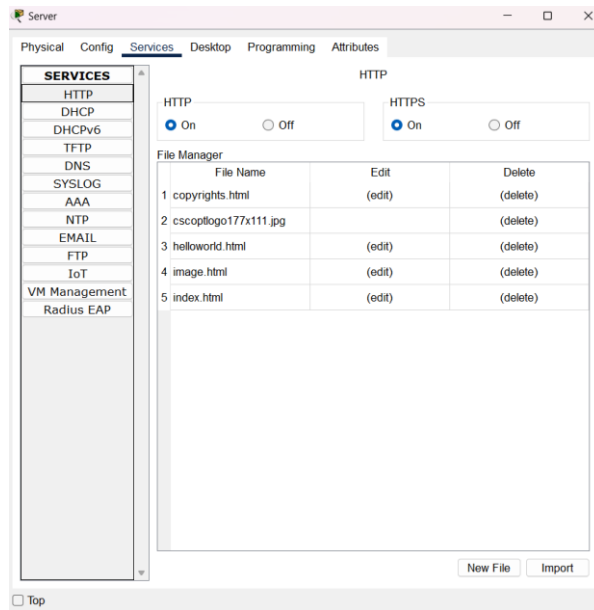 Server
Physical Config Services Desktop Programming Attributes
SERVICES
HTTP
DHCP
DHCPv6
TFTP
DNS
SYSLOG
AAA
NTP
EMAIL
FTP
IoT
VM Management
Radius EAP
HTTP
HTTP
On Off
HTTPS
On Off
File Manager
File Name Edit Delete
1 copyrights.html (edit) (delete)
2 cscoptlogo177x111.jpg (delete)
3 helloworld.html (edit) (delete)
4 image.html (edit) (delete)
5 index.html (edit) (delete)
New File Import
Top